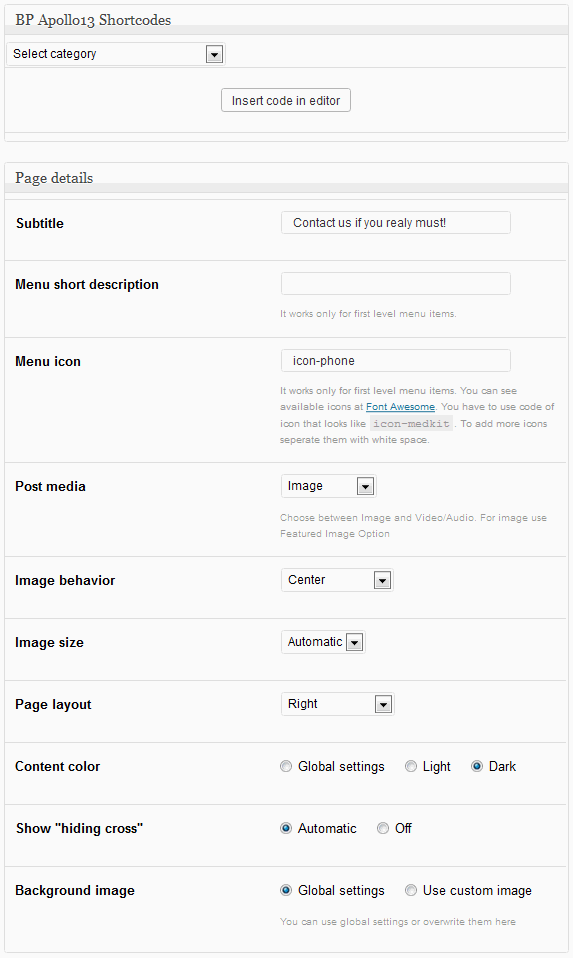 BP Apollo13 Shortcodes
Select category
Insert code in editor
Page details
Subtitle
Contact us if you realy must!
Menu short description
It works only for first level menu items.
Menu icon
icon-phone
It works only for first level menu items. You can see
available icons at Font Awesome. You have to use code of
icon that looks like icon-medkit. To add more icons
seperate them with white space.
Post media
Image
Choose between Image and Video/Audio. For image use
Featured Image Option
Image behavior
Center
Image size
Automatic
Page layout
Right
Content color
Global settings Light Dark
Show "hiding cross"
Automatic Off
Background image
Global settings Use custom image
You can use global settings or overwrite them here